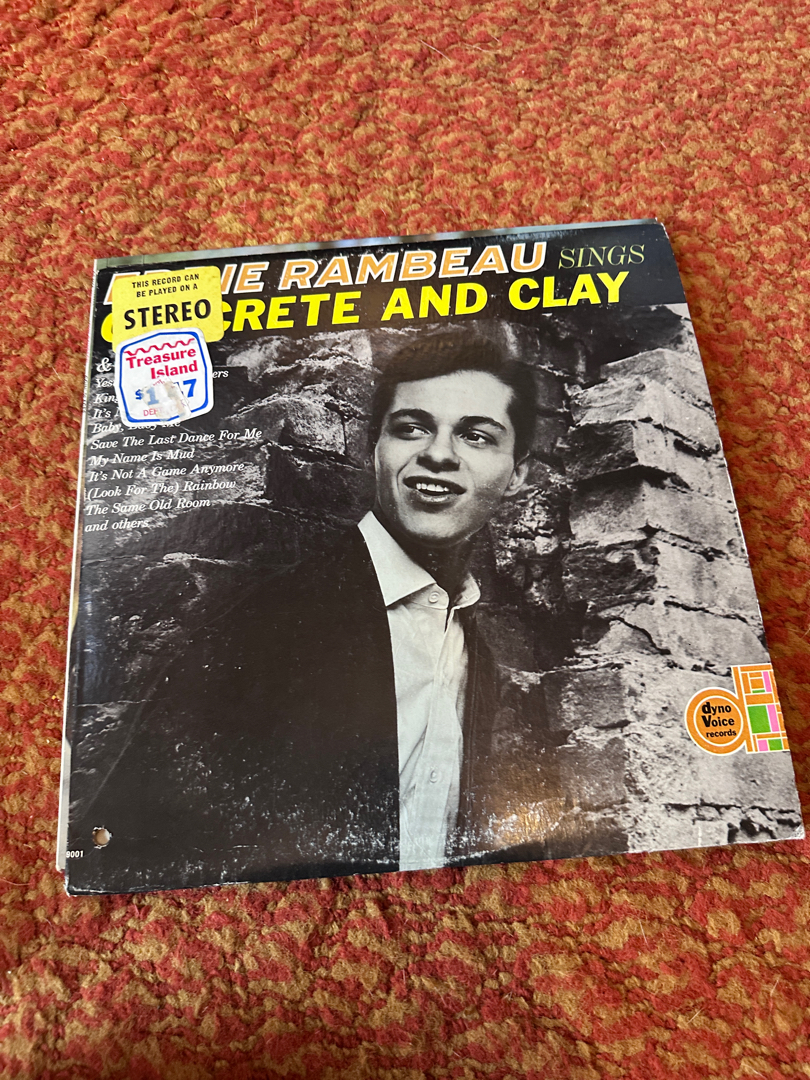 RAMBEAU SINGS
CRETE AND CLAY
THIS RECORD CAN
BE PLAYED ON A
STEREO
Treasure
Island
&
Baby,
Save The Last Dance For Me
My Name Is Mud
It's Not A Game Anymore
(Look For The) Rainbow
The Same Old Room
and others
dyno
Voice
records
9001